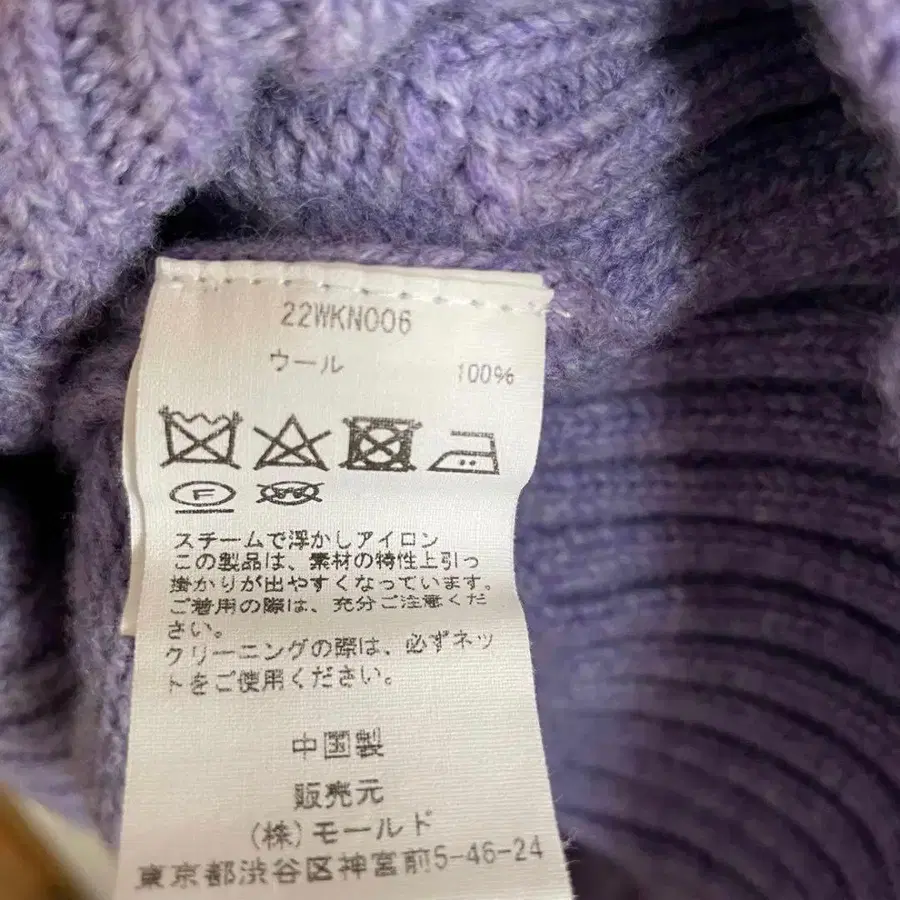 22WKN006
ウール 100%
F
スチームで浮かしアイロン
この製品は、素材の特性上引っ
掛かりが出やすくなっています。
ご着用の際は、充分ご注意くだ
さい。
クリーニングの際は、必ずネッ
トをご使用ください。
中国製
販売元
(株)モールド
東京都渋谷区神宮前5-46-24